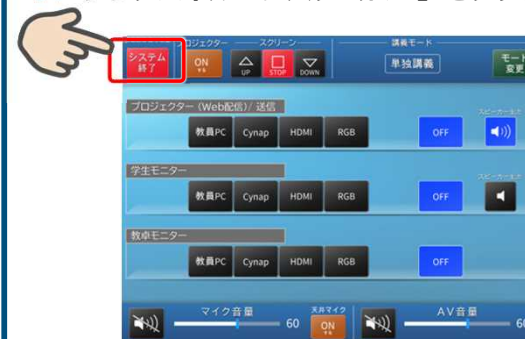 プロジェクター スクリーン 講義モード
システム
終了
ON
する
UP STOP DOWN
単独講義
モード
変更
プロジェクター (Web配信)/ 送信
教員PC Cynap HDMI RGB OFF
学生モニター
教員PC Cynap HDMI RGB OFF
教卓モニター
教員PC Cynap HDMI RGB OFF
マイク音量 60
天井マイク
ON
する
AV音量